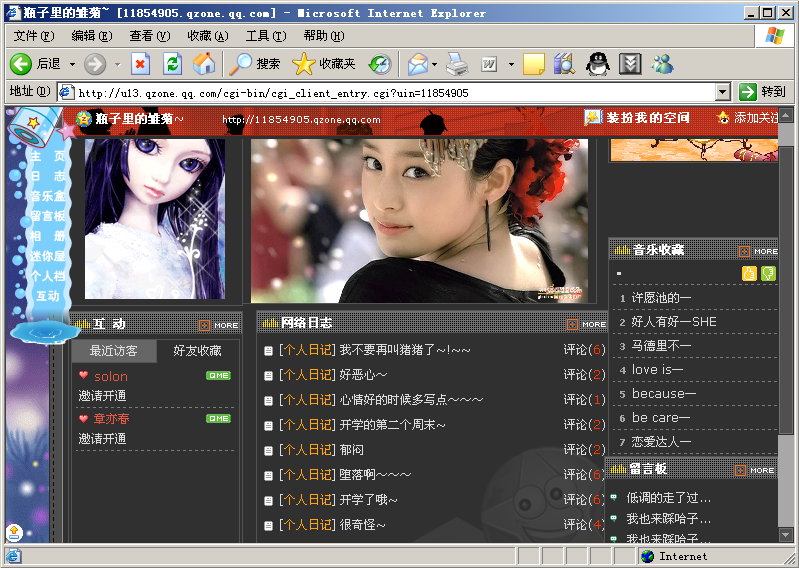 瓶子里的雏菊~ [11854905.qzone.qq.com] - Microsoft Internet Explorer
文件(F) 编辑(E) 查看(V) 收藏(A) 工具(T) 帮助(H)
后退 搜索 收藏夹
地址(D) http://u13.qzone.qq.com/cgi-bin/cgi_client_entry.cgi?uin=11854905 转到
瓶子里的雏菊~ http://11854905.qzone.qq.com 装扮我的空间 添加关注
主 页
日 志
音乐盒
留言板
相 册
迷你屋
个人档
互动
互 动 MORE
最近访客 好友收藏
solon ME
邀请开通
章亦春 ME
邀请开通
网络日志 MORE
[个人日记] 我不要再叫猪猪了~!~~ 评论(6)
[个人日记] 好恶心~ 评论(2)
[个人日记] 心情好的时候多写点~~~ 评论(1)
[个人日记] 开学的第二个周末~ 评论(2)
[个人日记] 郁闷 评论(2)
[个人日记] 堕落啊~~~ 评论(6)
[个人日记] 开学了哦~ 评论(6)
[个人日记] 很奇怪~ 评论(4)
音乐收藏 MORE
1 许愿池的一
2 好人有好一SHE
3 马德里不一
4 love is一
5 because一
6 be care一
7 恋爱达人一
留言板 MORE
低调的走了过...
我也来踩哈子...
我也来踩哈子...
Internet